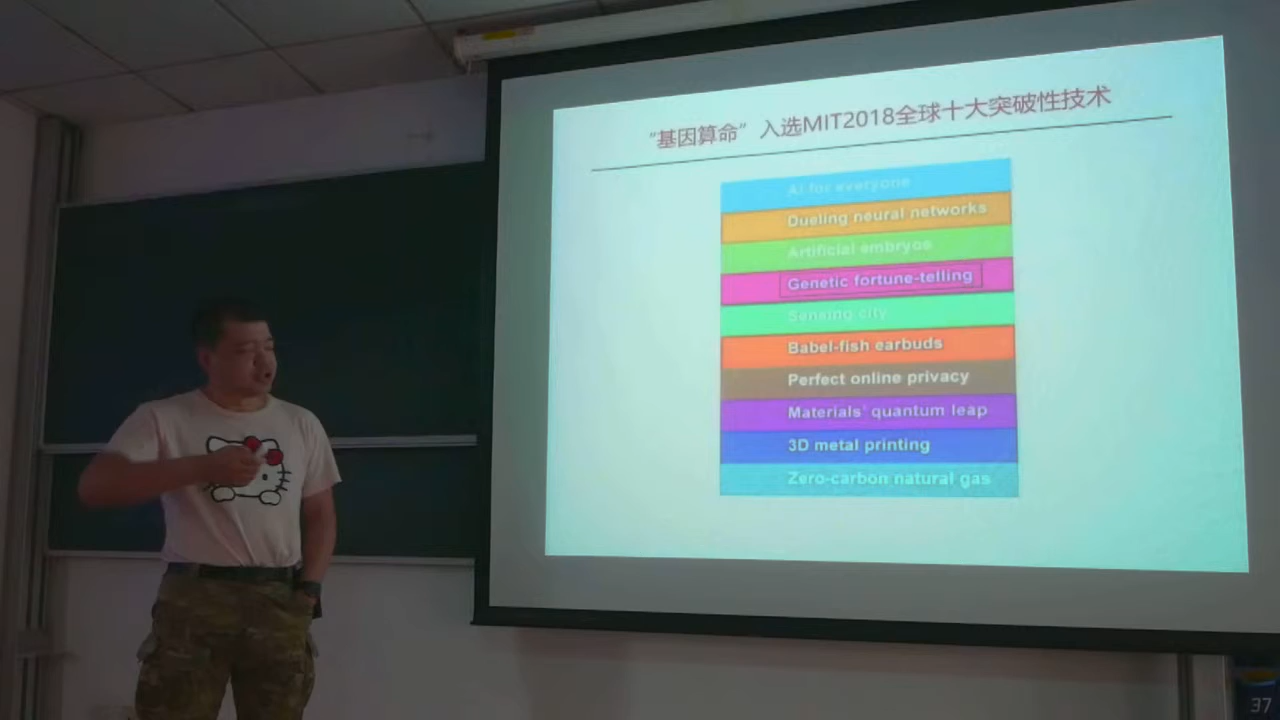 “基因算命”入选MIT2018全球十大突破性技术
AI for everyone
Dueling neural networks
Artificial embryos
Genetic fortune-telling
Sensing city
Babel-fish earbuds
Perfect online privacy
Materials' quantum leap
3D metal printing
Zero-carbon natural gas
37